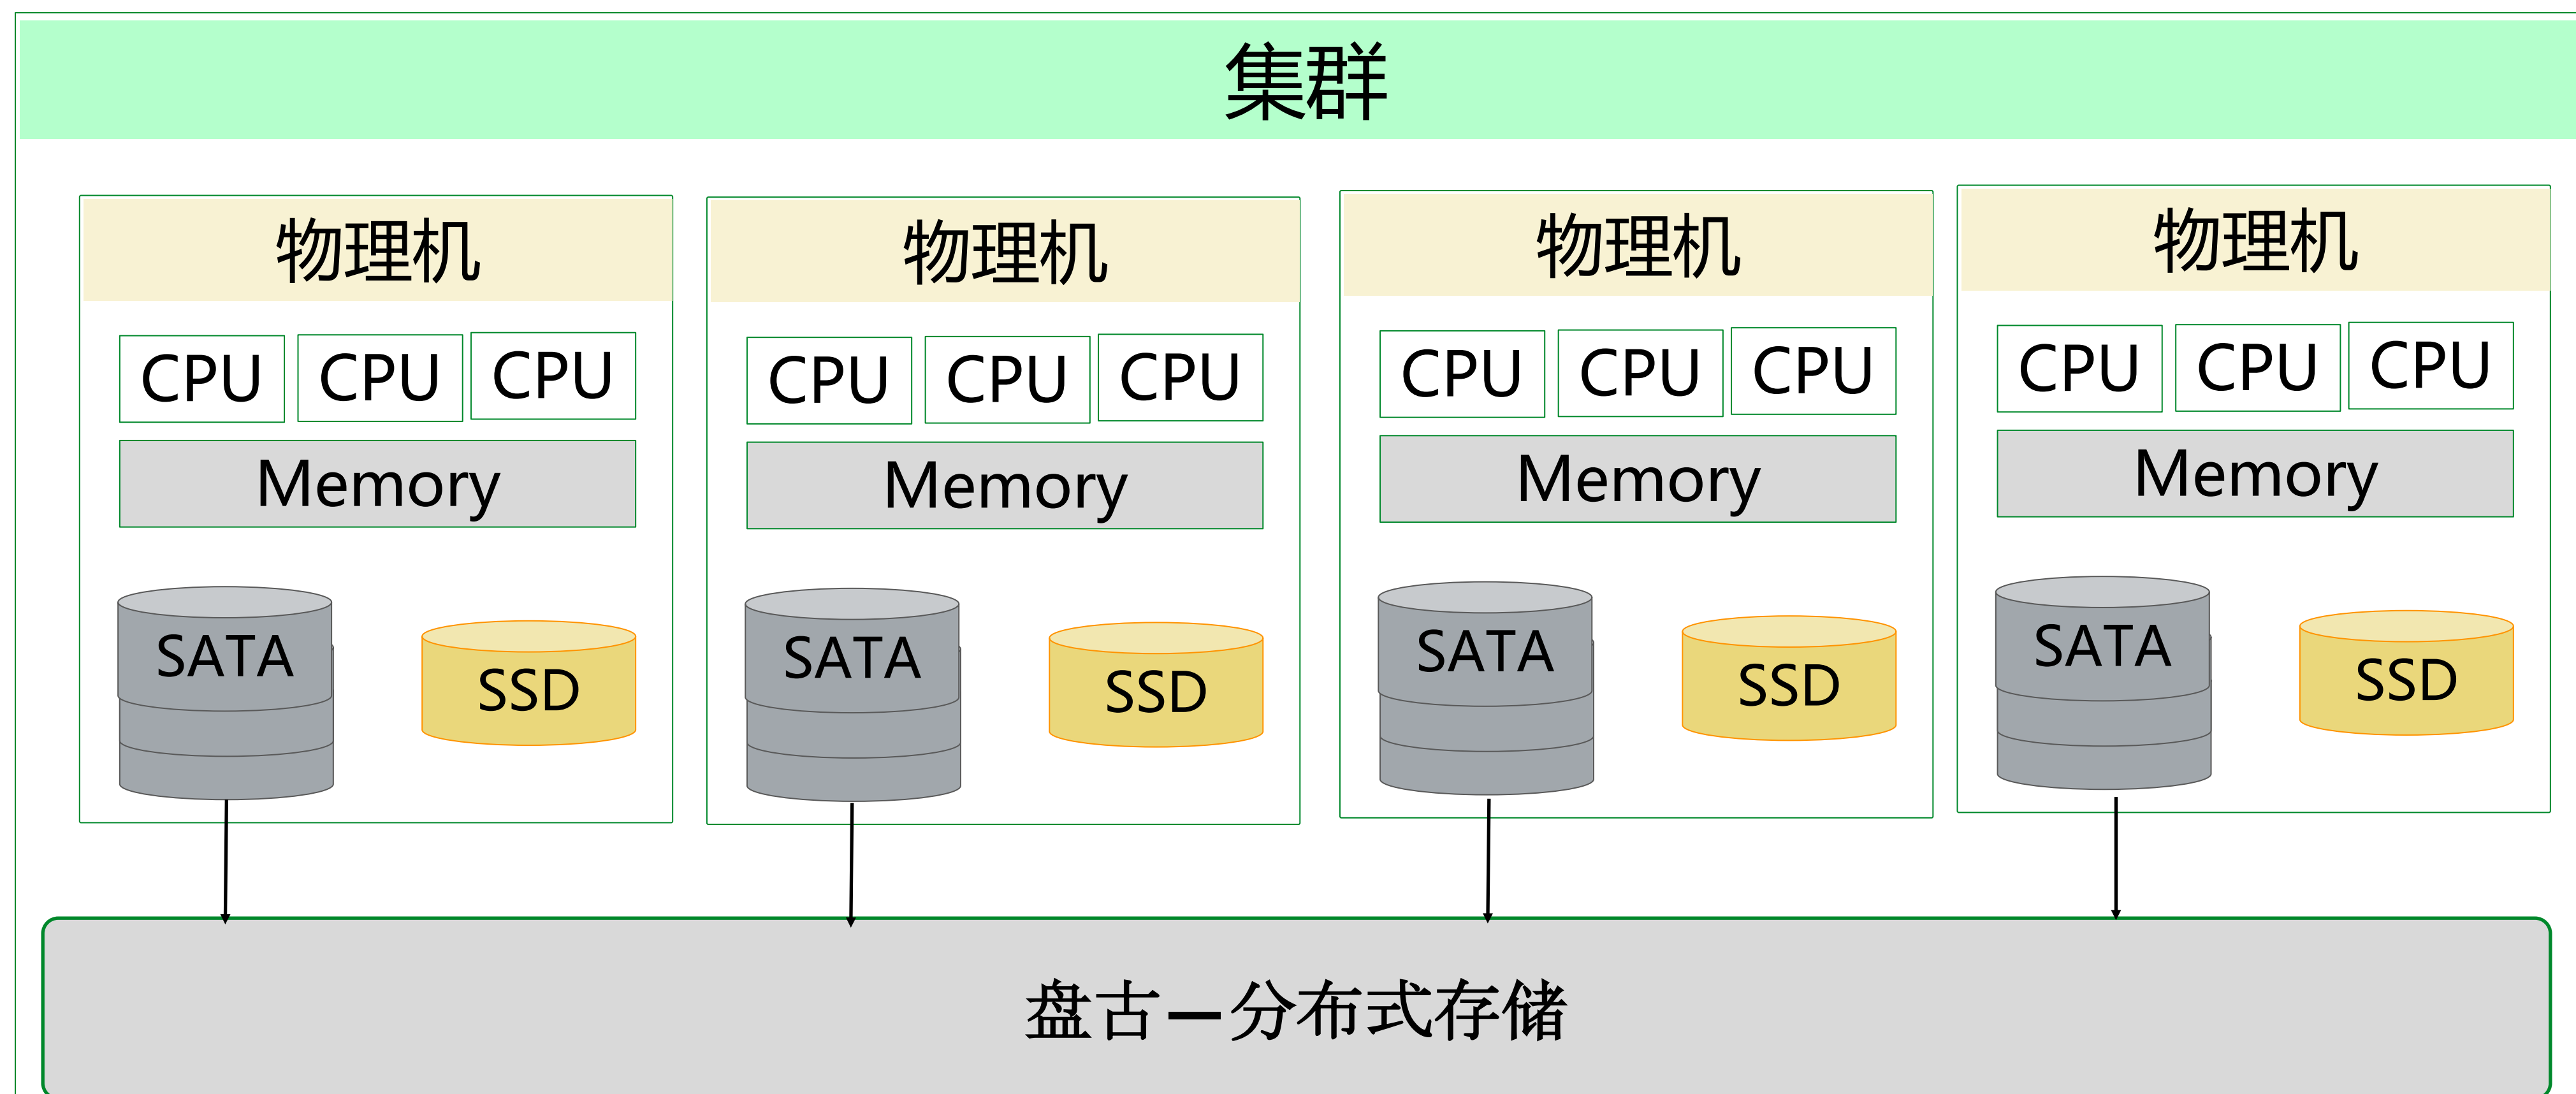 集群
物理机 物理机 物理机 物理机
CPU CPU CPU CPU CPU CPU CPU CPU CPU CPU CPU CPU
Memory Memory Memory Memory
SATA SSD SATA SSD SATA SSD SATA SSD
盘古—分布式存储